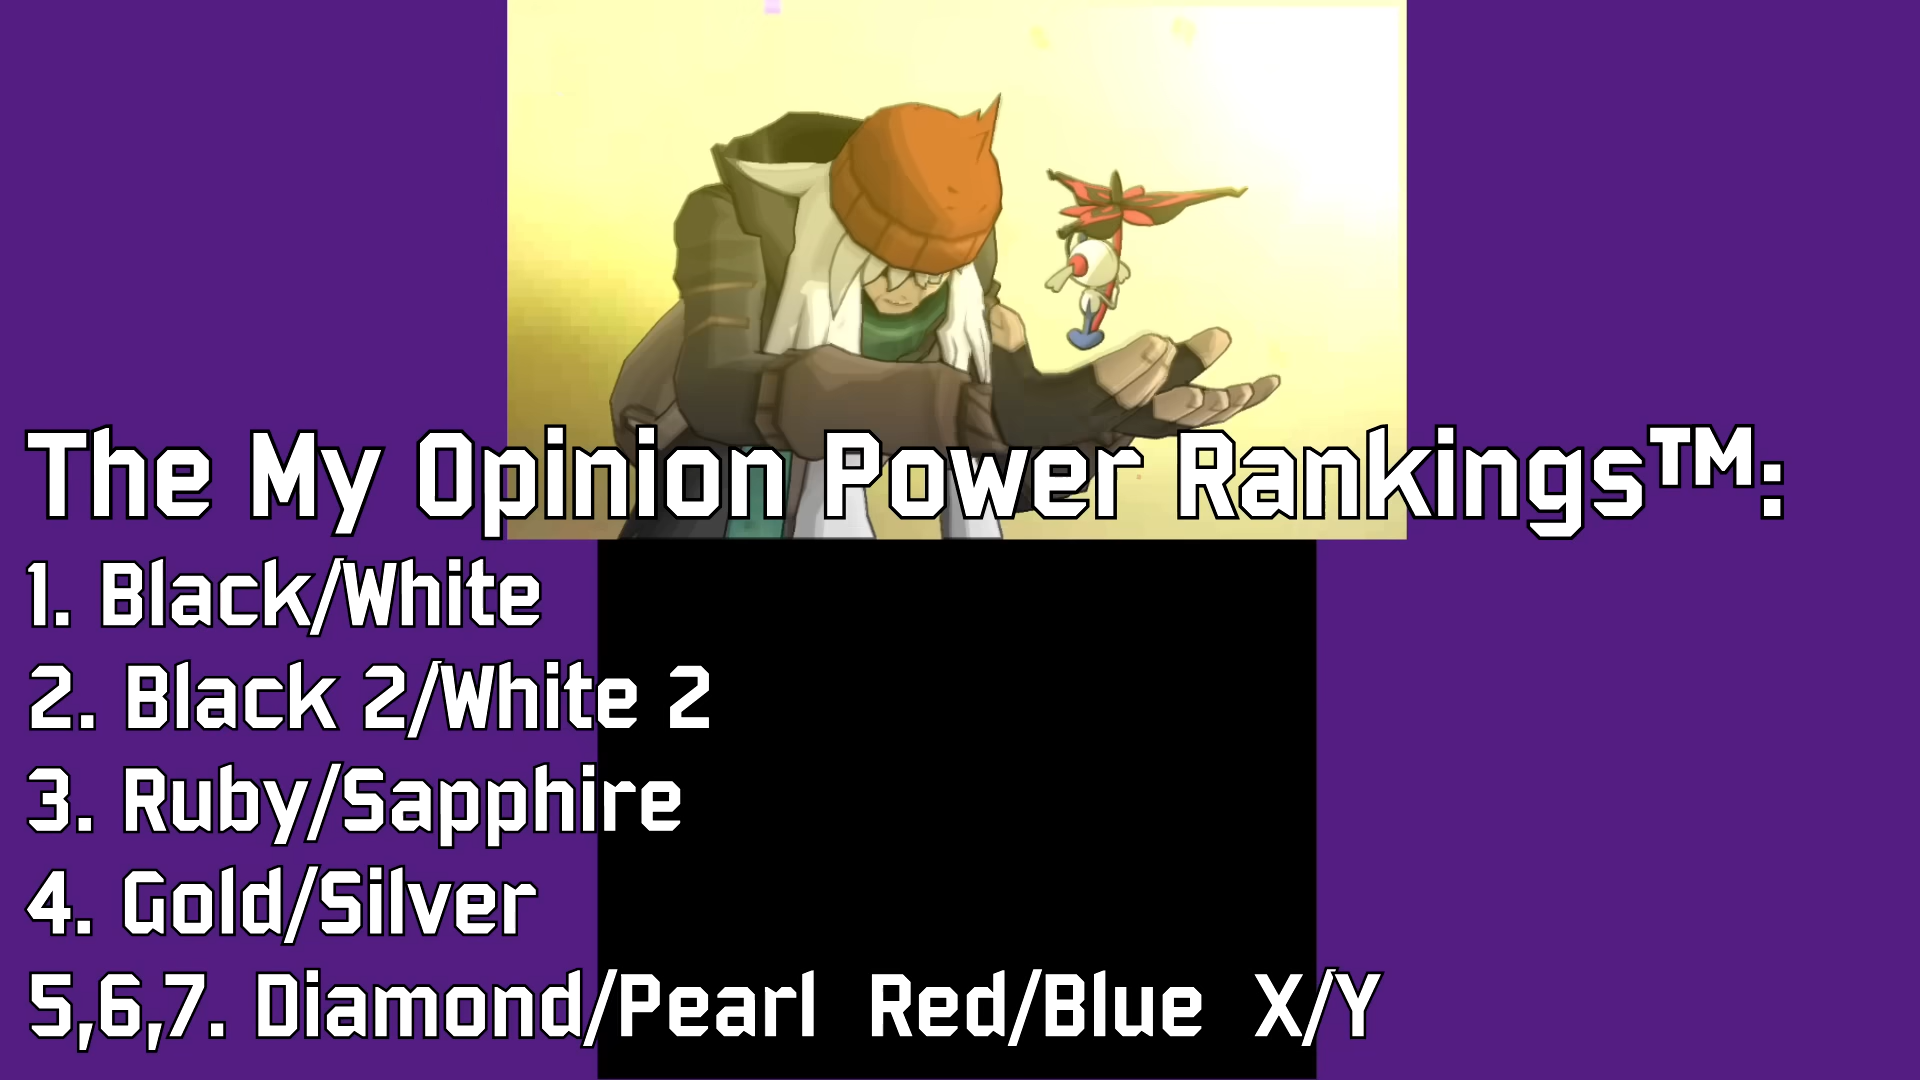 The My Opinion Power Rankings™:
1. Black/White
2. Black 2/White 2
3. Ruby/Sapphire
4. Gold/Silver
5,6,7. Diamond/Pearl  Red/Blue  X/Y